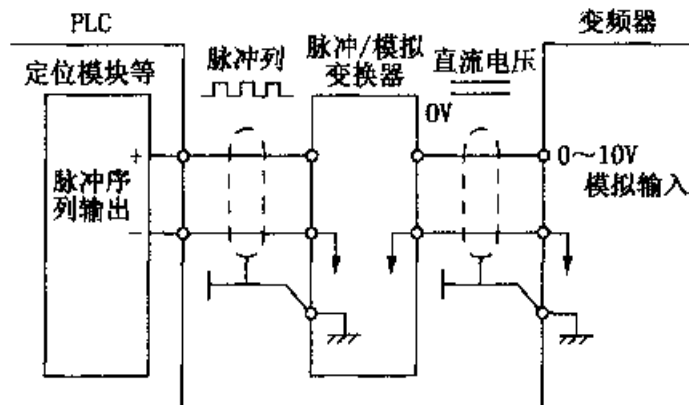 PLC
变频器
定位模块等
脉冲列
脉冲/模拟
变换器
直流电压
0V
+
脉冲序
列输出
−
0～10V
模拟输入